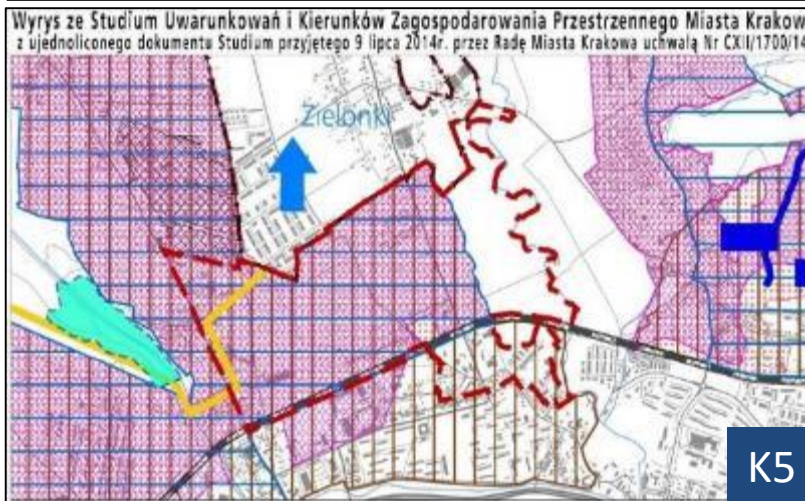 Wyrys ze Studium Uwarunkowań i Kierunków Zagospodarowania Przestrzennego Miasta Krakow
z ujednoliconego dokumentu Studium przyjętego 9 lipca 2014r. przez Radę Miasta Krakowa uchwałą Nr CXII/1700/14
Zielonki
K5